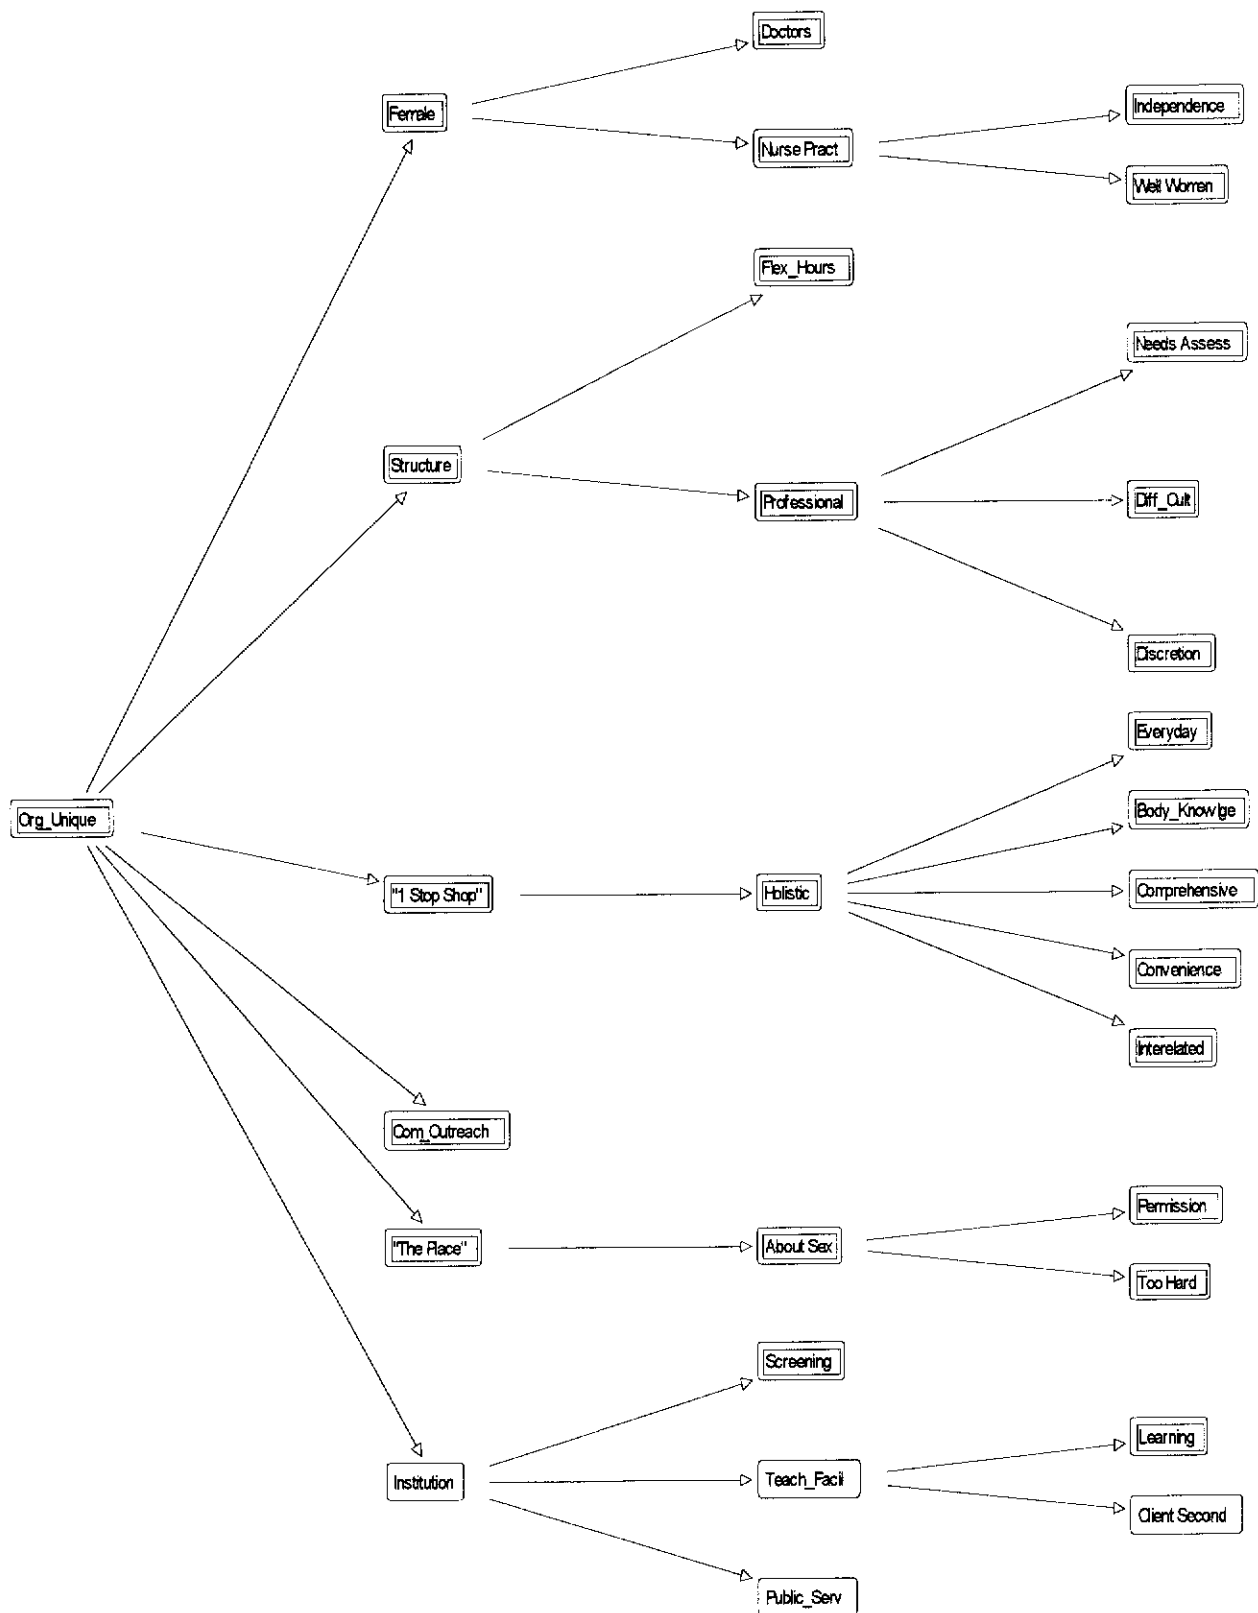 Doctors
Female
Independence
Nurse Pract
Well Women
Flex_Hours
Needs Assess
Structure
Professional
Diff_Cult
Discretion
Everyday
Org_Unique
Body_Knowlge
"1 Stop Shop"
Holistic
Comprehensive
Convenience
Interelated
Com_Outreach
Permission
"The Place"
About Sex
Too Hard
Screening
Learning
Institution
Teach_Facil
Client Second
Public_Serv